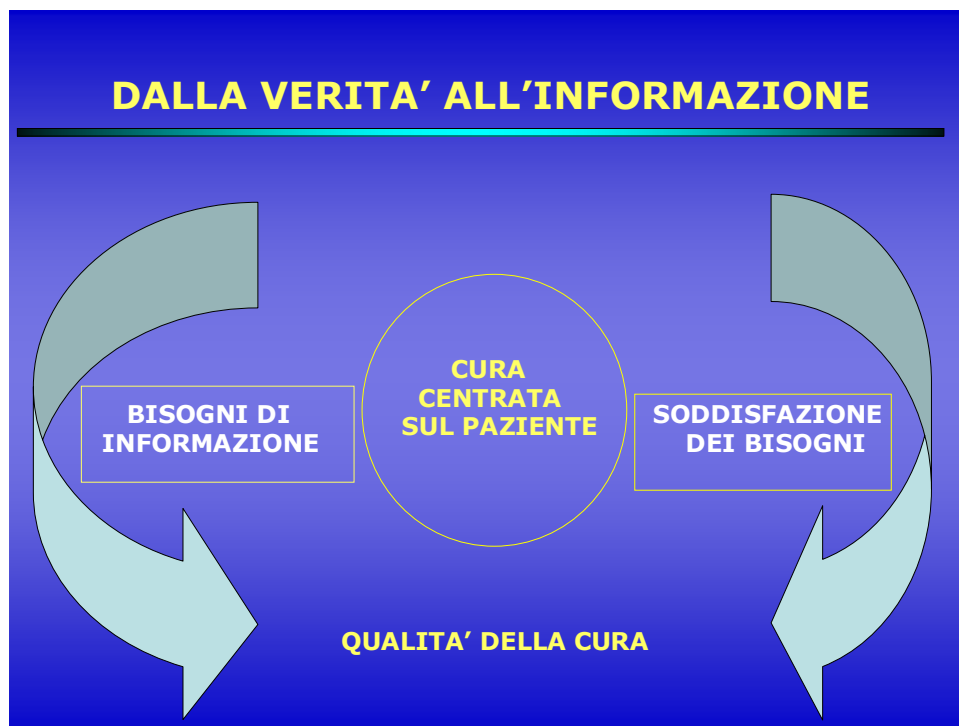 DALLA VERITA’ ALL’INFORMAZIONE
BISOGNI DI
INFORMAZIONE
CURA
CENTRATA
SUL PAZIENTE
SODDISFAZIONE
DEI BISOGNI
QUALITA’ DELLA CURA